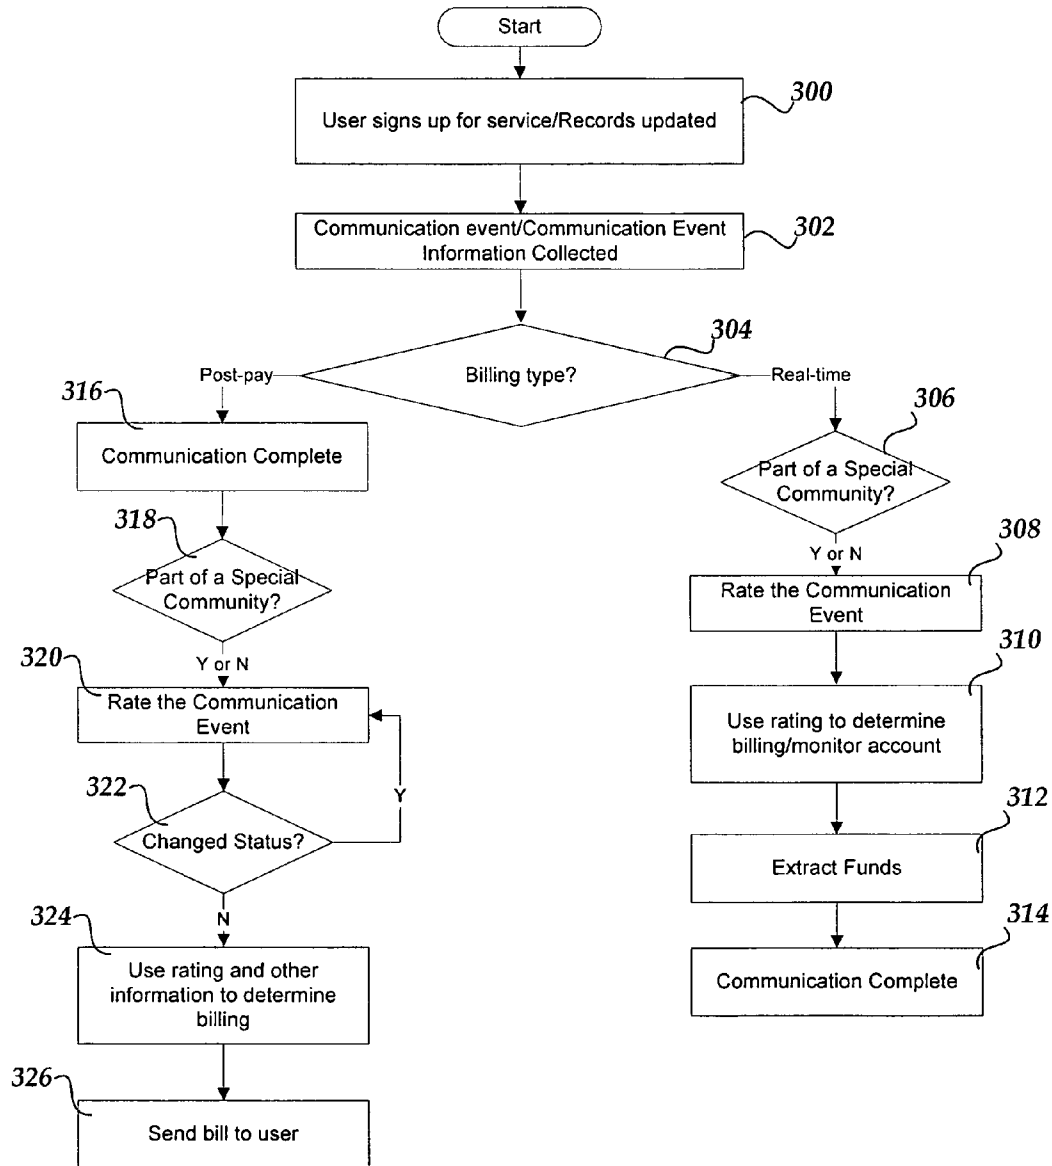 Start
300
User signs up for service/Records updated
302
Communication event/Communication Event
Information Collected
304
Billing type?
Post-pay
Real-time
316
Communication Complete
306
Part of a Special
Community?
318
Part of a Special
Community?
Y or N
308
Rate the Communication
Event
320
Y or N
Rate the Communication
Event
310
Use rating to determine
billing/monitor account
322
Changed Status?
Y
312
Extract Funds
N
324
Use rating and other
information to determine
billing
314
Communication Complete
326
Send bill to user